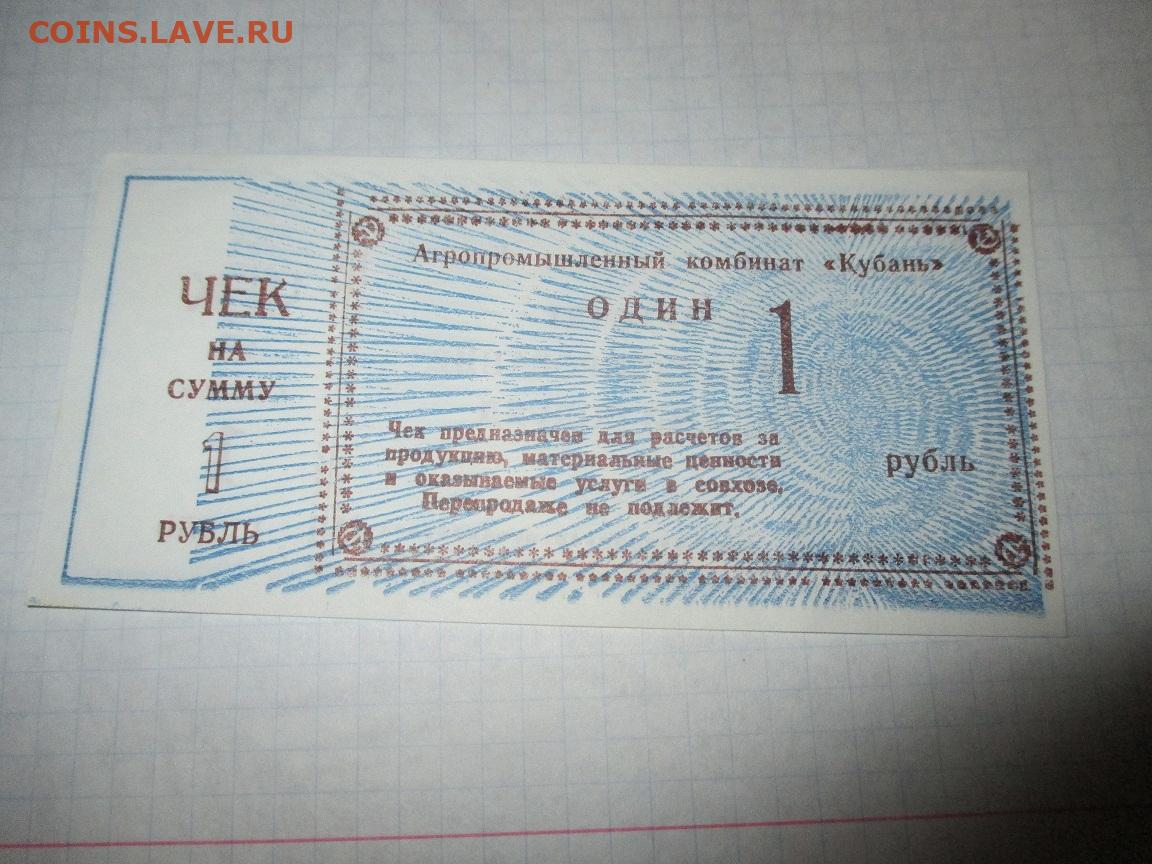 COINS.LAVE.RU
ЧЕК
НА
СУММУ
1
РУБЛЬ
Агропромышленный комбинат «Кубань»
ОДИН 1
Чек предназначен для расчетов за
продукцию, материальные ценности
и оказываемые услуги в совхозе.
Перепродаже не подлежит.
рубль